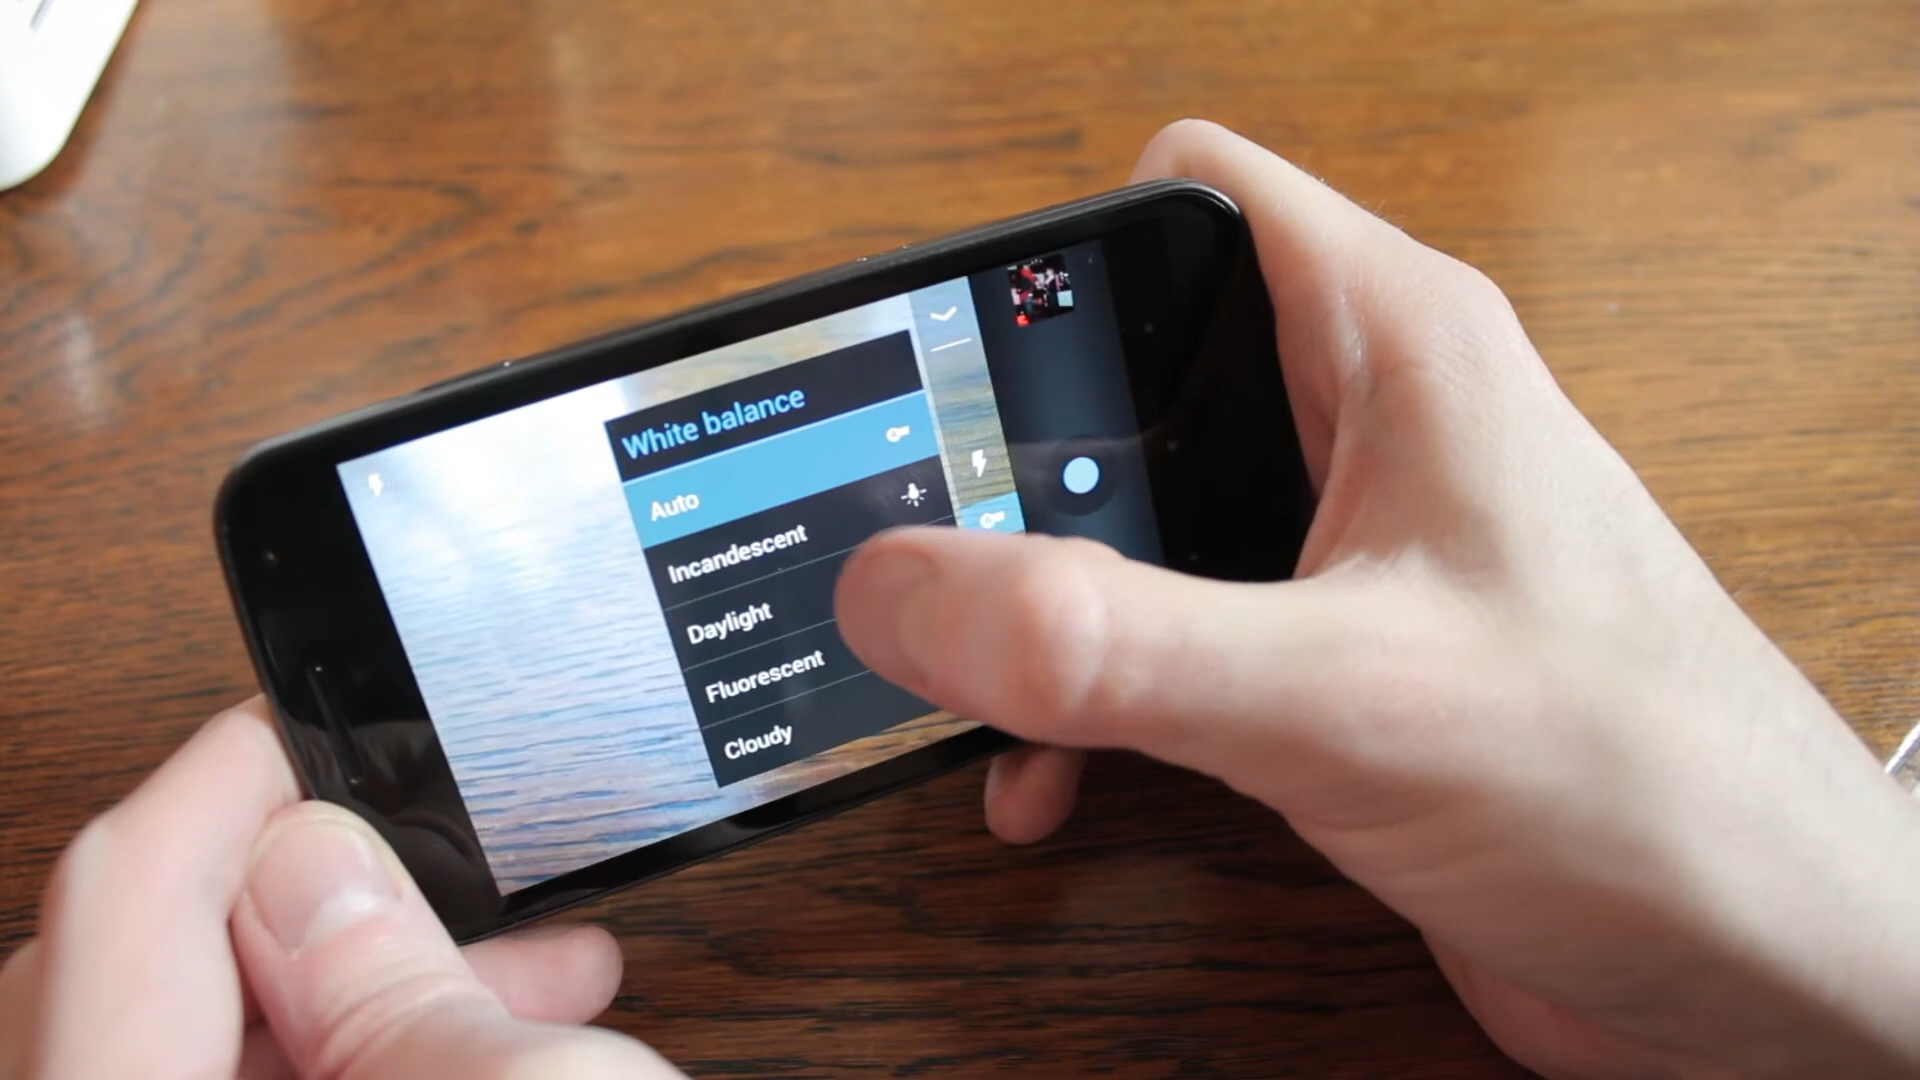 White balance
Auto
Incandescent
Daylight
Fluorescent
Cloudy